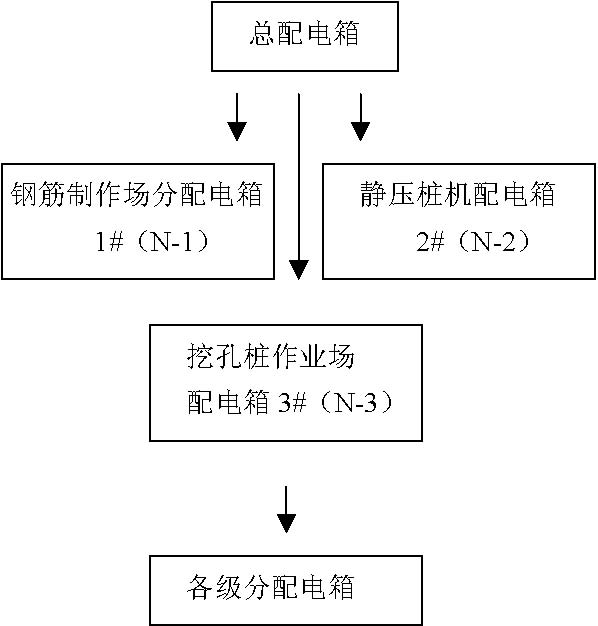 总配电箱
钢筋制作场分配电箱
1#（N-1）
静压桩机配电箱
2#（N-2）
挖孔桩作业场
配电箱 3#（N-3）
各级分配电箱